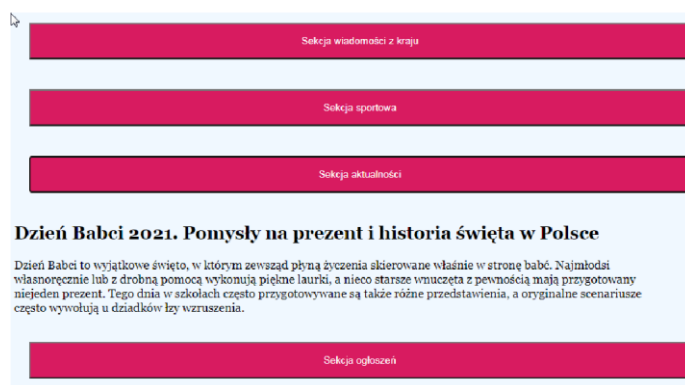 Sekcja wiadomości z kraju
Sekcja sportowa
Sekcja aktualności
Dzień Babci 2021. Pomysły na prezent i historia święta w Polsce
Dzień Babci to wyjątkowe święto, w którym zewsząd płyną życzenia skierowane właśnie w stronę babć. Najmłodsi
własnoręcznie lub z drobną pomocą wykonują piękne laurki, a nieco starsze wnuczęta z pewnością mają przygotowany
niejeden prezent. Tego dnia w szkołach często przygotowywane są także różne przedstawienia, a oryginalne scenariusze
często wywołują u dziadków łzy wzruszenia.
Sekcja ogłoszeń